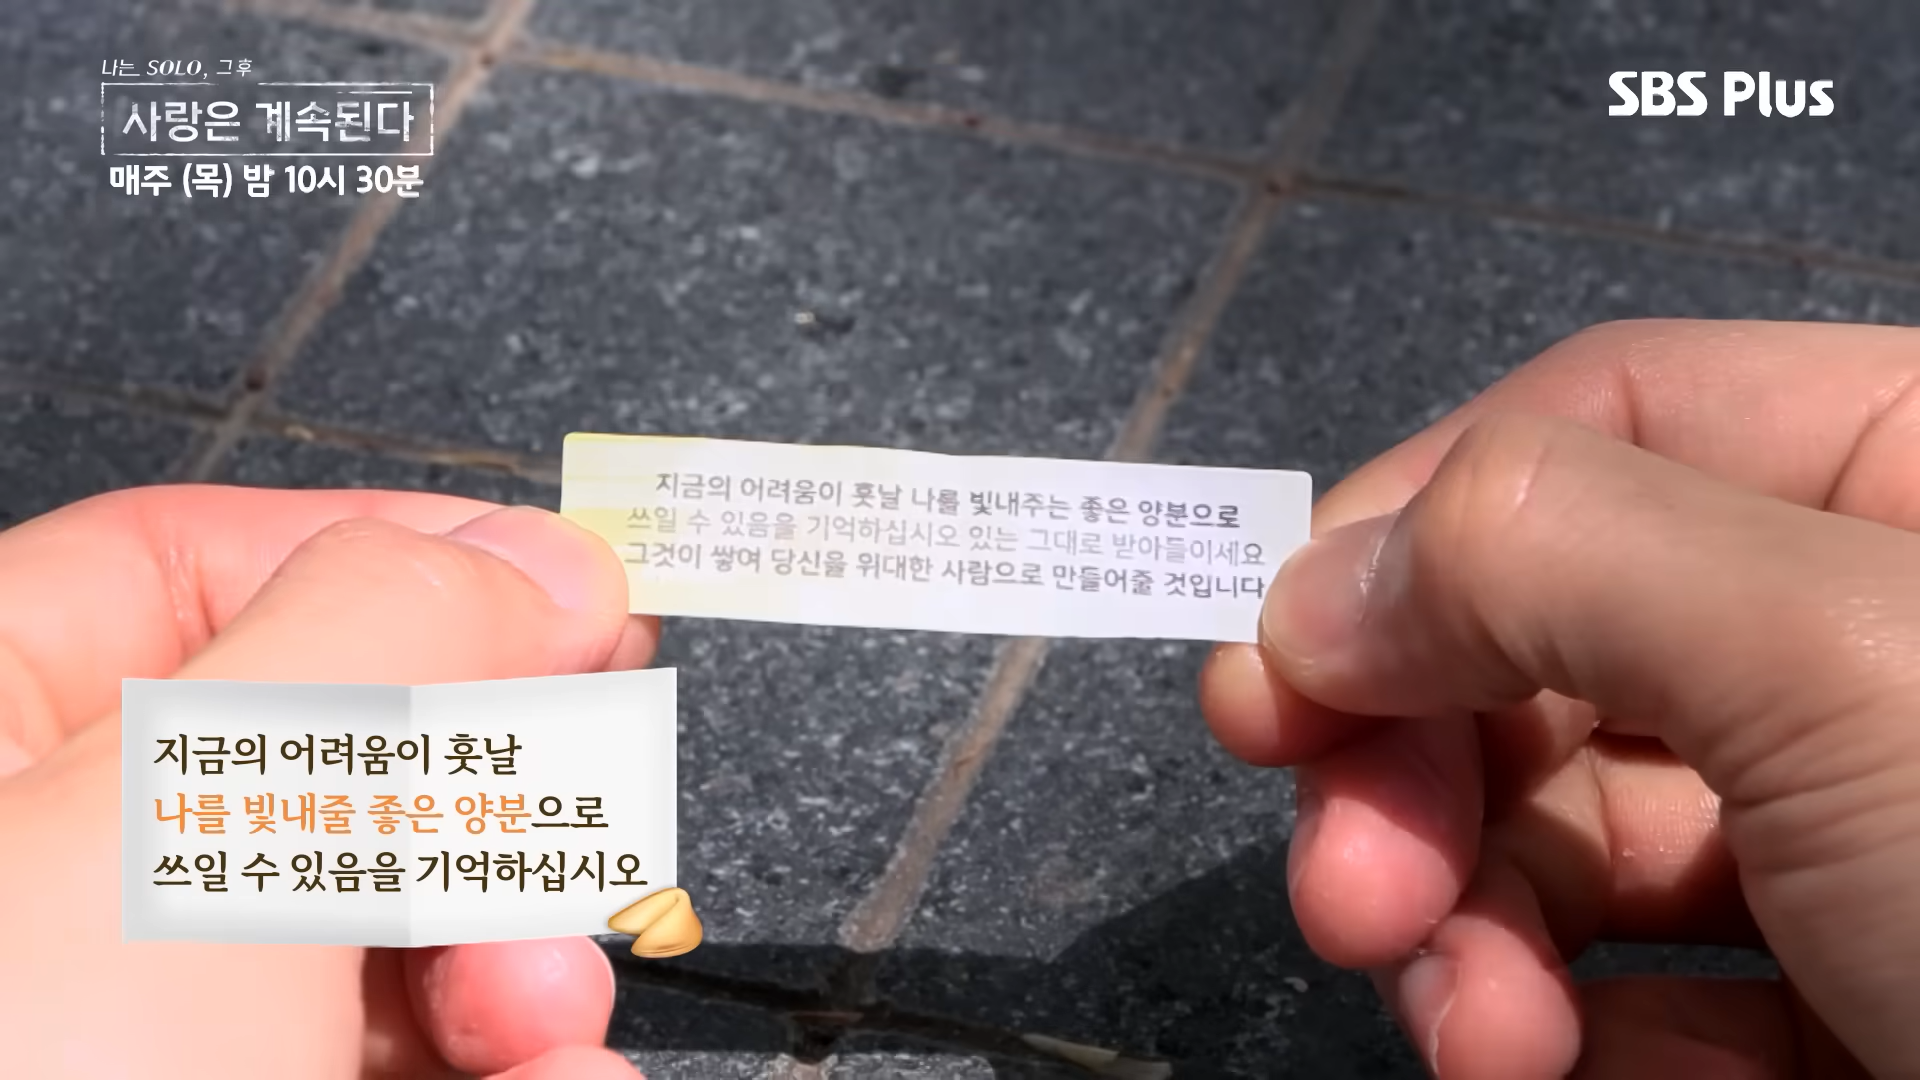 나는 SOLO, 그 후
사랑은 계속된다
매주 (목) 밤 10시 30분
SBS Plus
지금의 어려움이 훗날 나를 빛내주는 좋은 양분으로
쓰일 수 있음을 기억하십시오 있는 그대로 받아들이세요
그것이 쌓여 당신을 위대한 사람으로 만들어줄 것입니다
지금의 어려움이 훗날
나를 빛내줄 좋은 양분으로
쓰일 수 있음을 기억하십시오